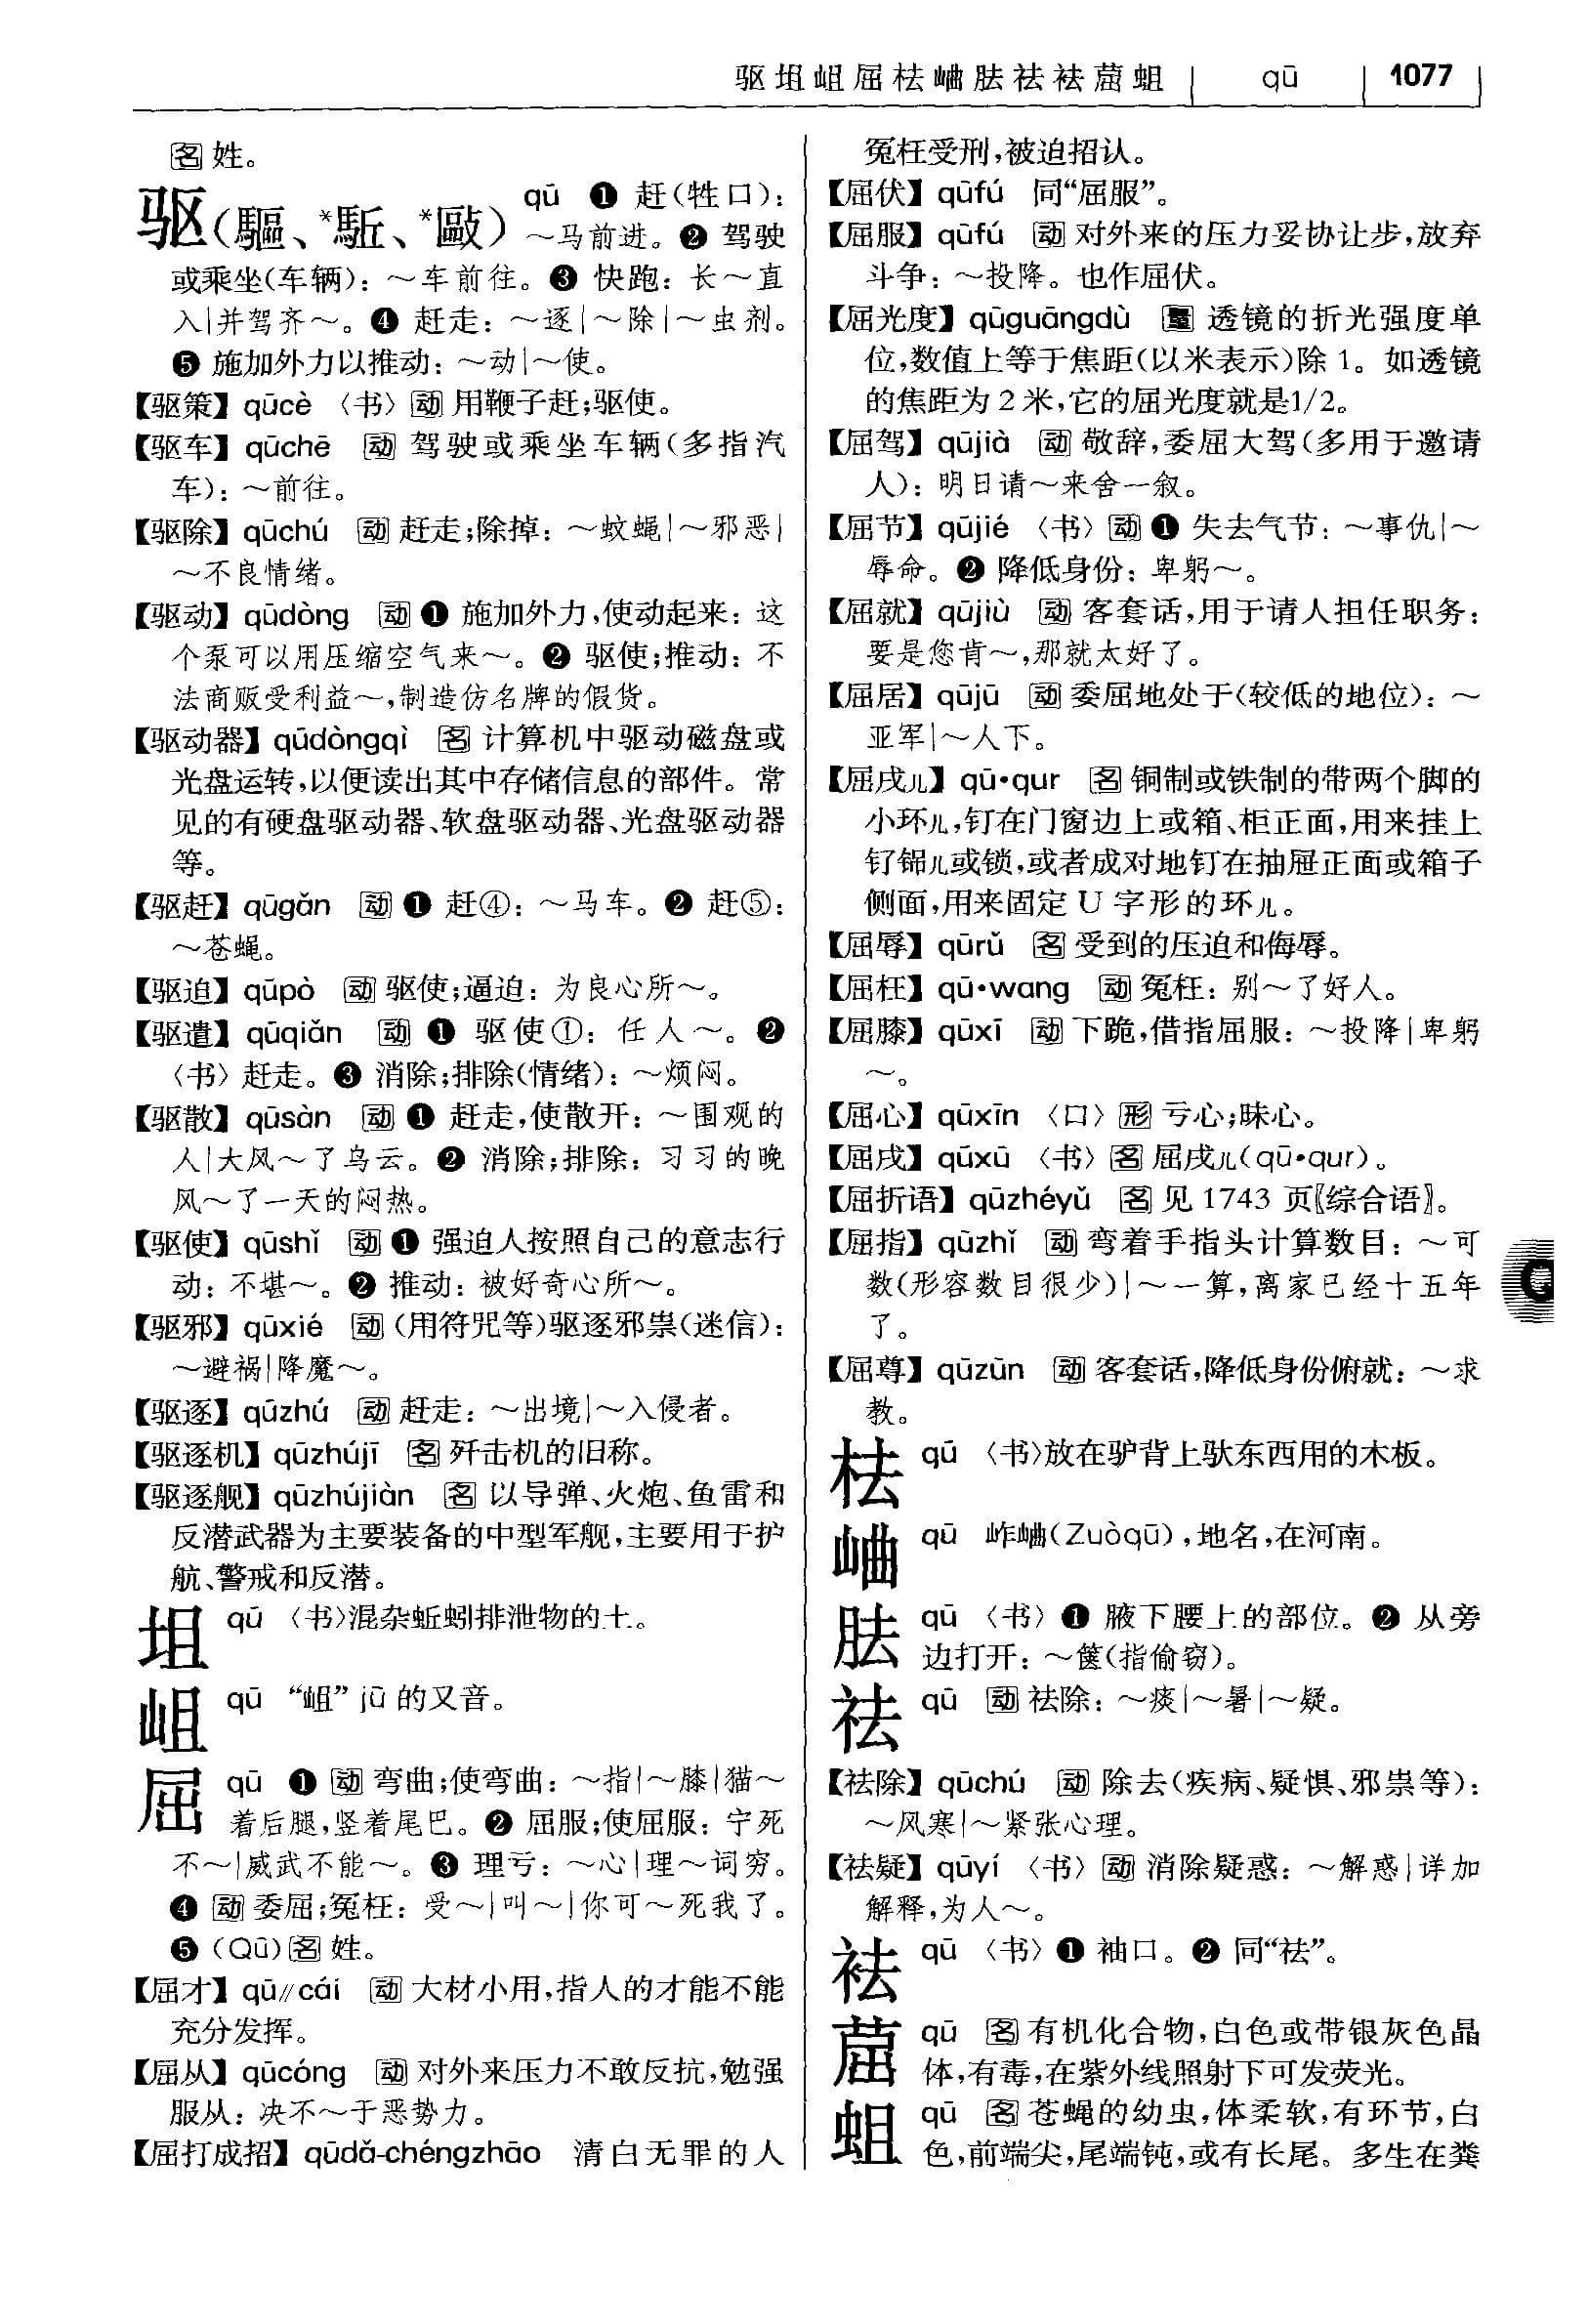 驱坥岨屈柱岫胠祛袪蓲蛆 qū 1077
名 姓。
驱(驅、*駈、*敺) qū ❶ 赶(牲口):
~马前进。❷ 驾驶
或乘坐(车辆):~车前往。❸ 快跑:长~直
入|并驾齐~。❹ 赶走:~逐|~除|~虫剂。
❺ 施加外力以推动:~动|~使。
【驱策】qūcè 〈书〉动 用鞭子赶;驱使。
【驱车】qūchē 动 驾驶或乘坐车辆(多指汽
车):~前往。
【驱除】qūchú 动 赶走;除掉:~蚊蝇|~邪恶|
~不良情绪。
【驱动】qūdòng 动 ❶ 施加外力,使动起来:这
个泵可以用压缩空气来~。❷ 驱使;推动:不
法商贩受利益~,制造仿名牌的假货。
【驱动器】qūdòngqì 名 计算机中驱动磁盘或
光盘运转,以便读出其中存储信息的部件。常
见的有硬盘驱动器、软盘驱动器、光盘驱动器
等。
【驱赶】qūgǎn 动 ❶ 赶④:~马车。❷ 赶⑤:
~苍蝇。
【驱迫】qūpò 动 驱使;逼迫:为良心所~。
【驱遣】qūqiǎn 动 ❶ 驱使①:任人~。❷
〈书〉赶走。❸ 消除;排除(情绪):~烦闷。
【驱散】qūsàn 动 ❶ 赶走,使散开:~围观的
人|大风~了乌云。❷ 消除;排除:习习的晚
风~了一天的闷热。
【驱使】qūshǐ 动 ❶ 强迫人按照自己的意志行
动:不堪~。❷ 推动:被好奇心所~。
【驱邪】qūxié 动 (用符咒等)驱逐邪祟(迷信):
~避祸|降魔~。
【驱逐】qūzhú 动 赶走:~出境|~入侵者。
【驱逐机】qūzhújī 名 歼击机的旧称。
【驱逐舰】qūzhújiàn 名 以导弹、火炮、鱼雷和
反潜武器为主要装备的中型军舰,主要用于护
航、警戒和反潜。
坥 qū 〈书〉混杂蚯蚓排泄物的土。
岨 qū “岨”jū 的又音。
屈 qū ❶ 动 弯曲;使弯曲:~指|~膝|猫~
着后腿,竖着尾巴。❷ 屈服;使屈服:宁死
不~|威武不能~。❸ 理亏:~心|理~词穷。
❹ 动 委屈;冤枉:受~|叫~|你可~死我了。
❺ (Qū) 名 姓。
【屈才】qū//cái 动 大材小用,指人的才能不能
充分发挥。
【屈从】qūcóng 动 对外来压力不敢反抗,勉强
服从:决不~于恶势力。
【屈打成招】qūdǎ-chéngzhāo 清白无罪的人
冤枉受刑,被迫招认。
【屈伏】qūfú 同“屈服”。
【屈服】qūfú 动 对外来的压力妥协让步,放弃
斗争:~投降。也作屈伏。
【屈光度】qūguāngdù 量 透镜的折光强度单
位,数值上等于焦距(以米表示)除 1。如透镜
的焦距为 2 米,它的屈光度就是1/2。
【屈驾】qūjià 动 敬辞,委屈大驾(多用于邀请
人):明日请~来舍一叙。
【屈节】qūjié 〈书〉动 ❶ 失去气节:~事仇|~
辱命。❷ 降低身份:卑躬~。
【屈就】qūjiù 动 客套话,用于请人担任职务:
要是您肯~,那就太好了。
【屈居】qūjū 动 委屈地处于(较低的地位):~
亚军|~人下。
【屈戌儿】qū•qur 名 铜制或铁制的带两个脚的
小环儿,钉在门窗边上或箱、柜正面,用来挂上
钌铞儿或锁,或者成对地钉在抽屉正面或箱子
侧面,用来固定 U 字形的环儿。
【屈辱】qūrǔ 名 受到的压迫和侮辱。
【屈枉】qū•wang 动 冤枉:别~了好人。
【屈膝】qūxī 动 下跪,借指屈服:~投降|卑躬
~。
【屈心】qūxīn 〈口〉形 亏心;昧心。
【屈戌】qūxū 〈书〉名 屈戌儿(qū•qur)。
【屈折语】qūzhéyǔ 名 见 1743 页〖综合语〗。
【屈指】qūzhǐ 动 弯着手指头计算数目:~可
数(形容数目很少)|~一算,离家已经十五年
了。
【屈尊】qūzūn 动 客套话,降低身份俯就:~求
教。
qū 〈书〉放在驴背上驮东西用的木板。
qū (Zuòqū),地名,在河南。
胠 qū 〈书〉❶ 腋下腰上的部位。❷ 从旁
边打开:~箧(指偷窃)。
祛 qū 动 祛除:~痰|~暑|~疑。
【祛除】qūchú 动 除去(疾病、疑惧、邪祟等):
~风寒|~紧张心理。
【祛疑】qūyí 〈书〉动 消除疑惑:~解惑|详加
解释,为人~。
袪 qū 〈书〉❶ 袖口。❷ 同“祛”。
qū 名 有机化合物,白色或带银灰色晶
体,有毒,在紫外线照射下可发荧光。
蛆 qū 名 苍蝇的幼虫,体柔软,有环节,白
色,前端尖,尾端钝,或有长尾。多生在粪
Q